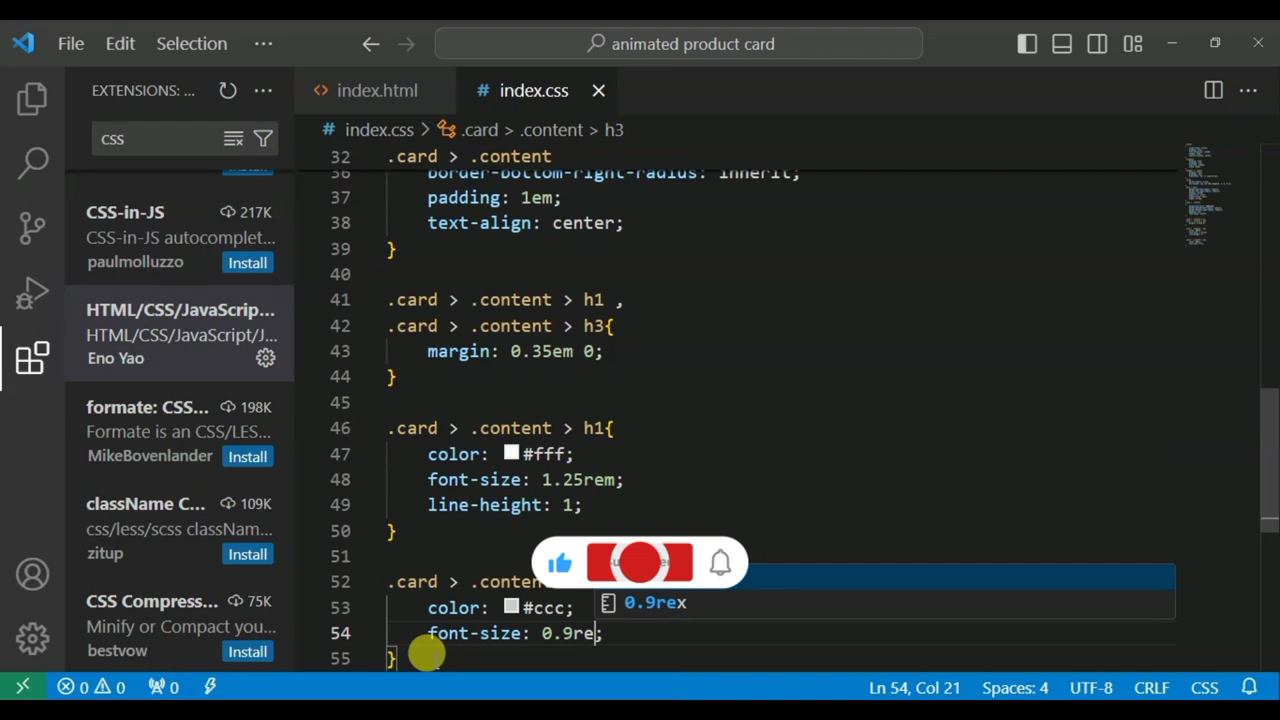 File Edit Selection ···
animated product card
EXTENSIONS: ...
index.html
index.css
css
index.css > .card > .content > h3
CSS-in-JS 217K
CSS-in-JS autocomplet...
paulmolluzzo Install
HTML/CSS/JavaScrip...
HTML/CSS/JavaScript/J...
Eno Yao
formate: CSS... 198K
Formate is an CSS/LES...
MikeBovenlander Install
className C... 109K
css/less/scss classNam...
zitup Install
CSS Compress... 75K
Minify or Compact you...
bestvow Install
32 .card > .content
36 border-bottom-right-radius: inherit;
37 padding: 1em;
38 text-align: center;
39 }
40
41 .card > .content > h1 ,
42 .card > .content > h3{
43 margin: 0.35em 0;
44 }
45
46 .card > .content > h1{
47 color: #fff;
48 font-size: 1.25rem;
49 line-height: 1;
50 }
51
52 .card > .conten
53 color: #ccc;
0.9rex
54 font-size: 0.9re;
55 }
0 0 0
Ln 54, Col 21 Spaces: 4 UTF-8 CRLF CSS